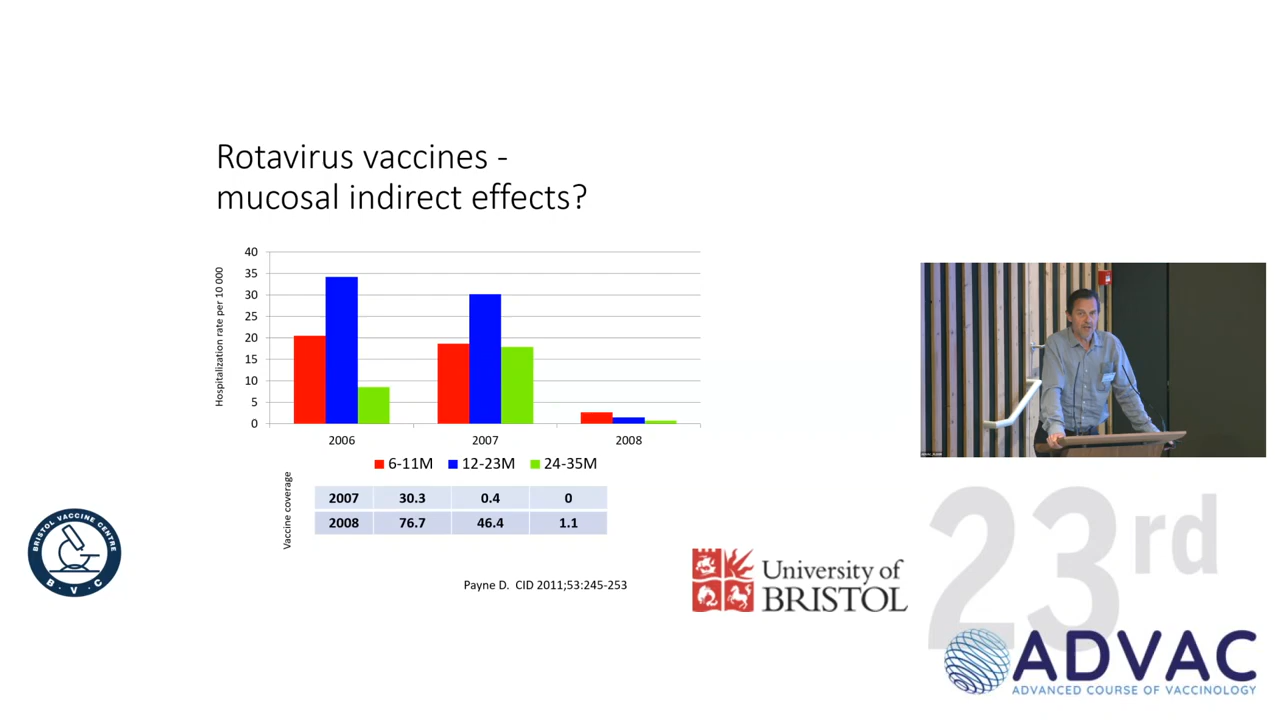 Rotavirus vaccines -
mucosal indirect effects?
Hospitalization rate per 10 000
40
35
30
25
20
15
10
5
0
2006 2007 2008
6-11M 12-23M 24-35M
Vaccine coverage
2007 30.3 0.4 0
2008 76.7 46.4 1.1
Payne D. CID 2011;53:245-253
BRISTOL VACCINE CENTRE
B·V·C
University of
BRISTOL
23rd
ADVAC
ADVANCED COURSE OF VACCINOLOGY